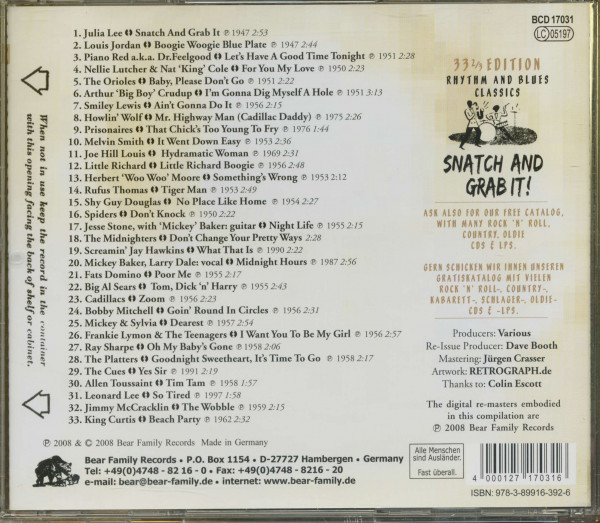 BCD 17031
LC 05197
1. Julia Lee Snatch And Grab It ℗ 1947 2:53
2. Louis Jordan Boogie Woogie Blue Plate ℗ 1947 2:44
3. Piano Red a.k.a. Dr.Feelgood Let's Have A Good Time Tonight ℗ 1951 2:28
4. Nellie Lutcher & Nat 'King' Cole For You My Love ℗ 1950 2:23
5. The Orioles Baby, Please Don't Go ℗ 1951 2:22
6. Arthur 'Big Boy' Crudup I'm Gonna Dig Myself A Hole ℗ 1951 3:13
7. Smiley Lewis Ain't Gonna Do It ℗ 1956 2:15
8. Howlin' Wolf Mr. Highway Man (Cadillac Daddy) ℗ 1975 2:26
9. Prisonaires That Chick's Too Young To Fry ℗ 1976 1:44
10. Melvin Smith It Went Down Easy ℗ 1953 2:36
11. Joe Hill Louis Hydramatic Woman ℗ 1969 2:31
12. Little Richard Little Richard Boogie ℗ 1956 2:48
13. Herbert 'Woo Woo' Moore Something's Wrong ℗ 1953 2:12
14. Rufus Thomas Tiger Man ℗ 1953 2:49
15. Shy Guy Douglas No Place Like Home ℗ 1954 2:27
16. Spiders Don't Knock ℗ 1950 2:22
17. Jesse Stone, with 'Mickey' Baker: guitar Night Life ℗ 1955 2:15
18. The Midnighters Don't Change Your Pretty Ways 2:28
19. Screamin' Jay Hawkins What That Is ℗ 1990 2:22
20. Mickey Baker, Larry Dale: vocal Midnight Hours ℗ 1987 2:56
21. Fats Domino Poor Me ℗ 1955 2:17
22. Big Al Sears Tom, Dick 'n' Harry ℗ 1955 2:43
23. Cadillacs Zoom ℗ 1956 2:23
24. Bobby Mitchell Goin' Round In Circles ℗ 1956 2:31
25. Mickey & Sylvia Dearest ℗ 1957 2:54
26. Frankie Lymon & The Teenagers I Want You To Be My Girl ℗ 1956 2:57
27. Ray Sharpe Oh My Baby's Gone ℗ 1958 2:06
28. The Platters Goodnight Sweetheart, It's Time To Go ℗ 1958 2:17
29. The Cues Yes Sir ℗ 1991 2:19
30. Allen Toussaint Tim Tam ℗ 1958 1:57
31. Leonard Lee So Tired ℗ 1997 1:58
32. Jimmy McCracklin The Wobble ℗ 1959 2:15
33. King Curtis Beach Party ℗ 1962 2:32
℗ 2008 & © 2008 Bear Family Records Made in Germany
Bear Family Records • P.O. Box 1154 • D-27727 Hambergen • Germany
Tel: +49(0)4748 - 82 16 - 0 • Fax: +49(0)4748 - 8216 - 20
e-mail: bear@bear-family.de • internet: www.bear-family.de
When not in use keep the record in the container
with this opening facing the back of shelf or cabinet.
33 1/3 EDITION
RHYTHM AND BLUES
CLASSICS
SNATCH AND
GRAB IT!
ASK ALSO FOR OUR FREE CATALOG,
WITH MANY ROCK 'N' ROLL,
COUNTRY, OLDIE
CDS & LPS.
GERN SCHICKEN WIR IHNEN UNSEREN
GRATISKATALOG MIT VIELEN
ROCK 'N' ROLL-, COUNTRY-,
KABARETT-, SCHLAGER-, OLDIE-
CDS & -LPS.
Producers: Various
Re-Issue Producer: Dave Booth
Mastering: Jürgen Crasser
Artwork: RETROGRAPH.de
Thanks to: Colin Escott
The digital re-masters embodied
in this compilation are
℗ 2008 Bear Family Records
Alle Menschen
sind Ausländer.
Fast überall.
4 000127 170316
ISBN: 978-3-89916-392-6